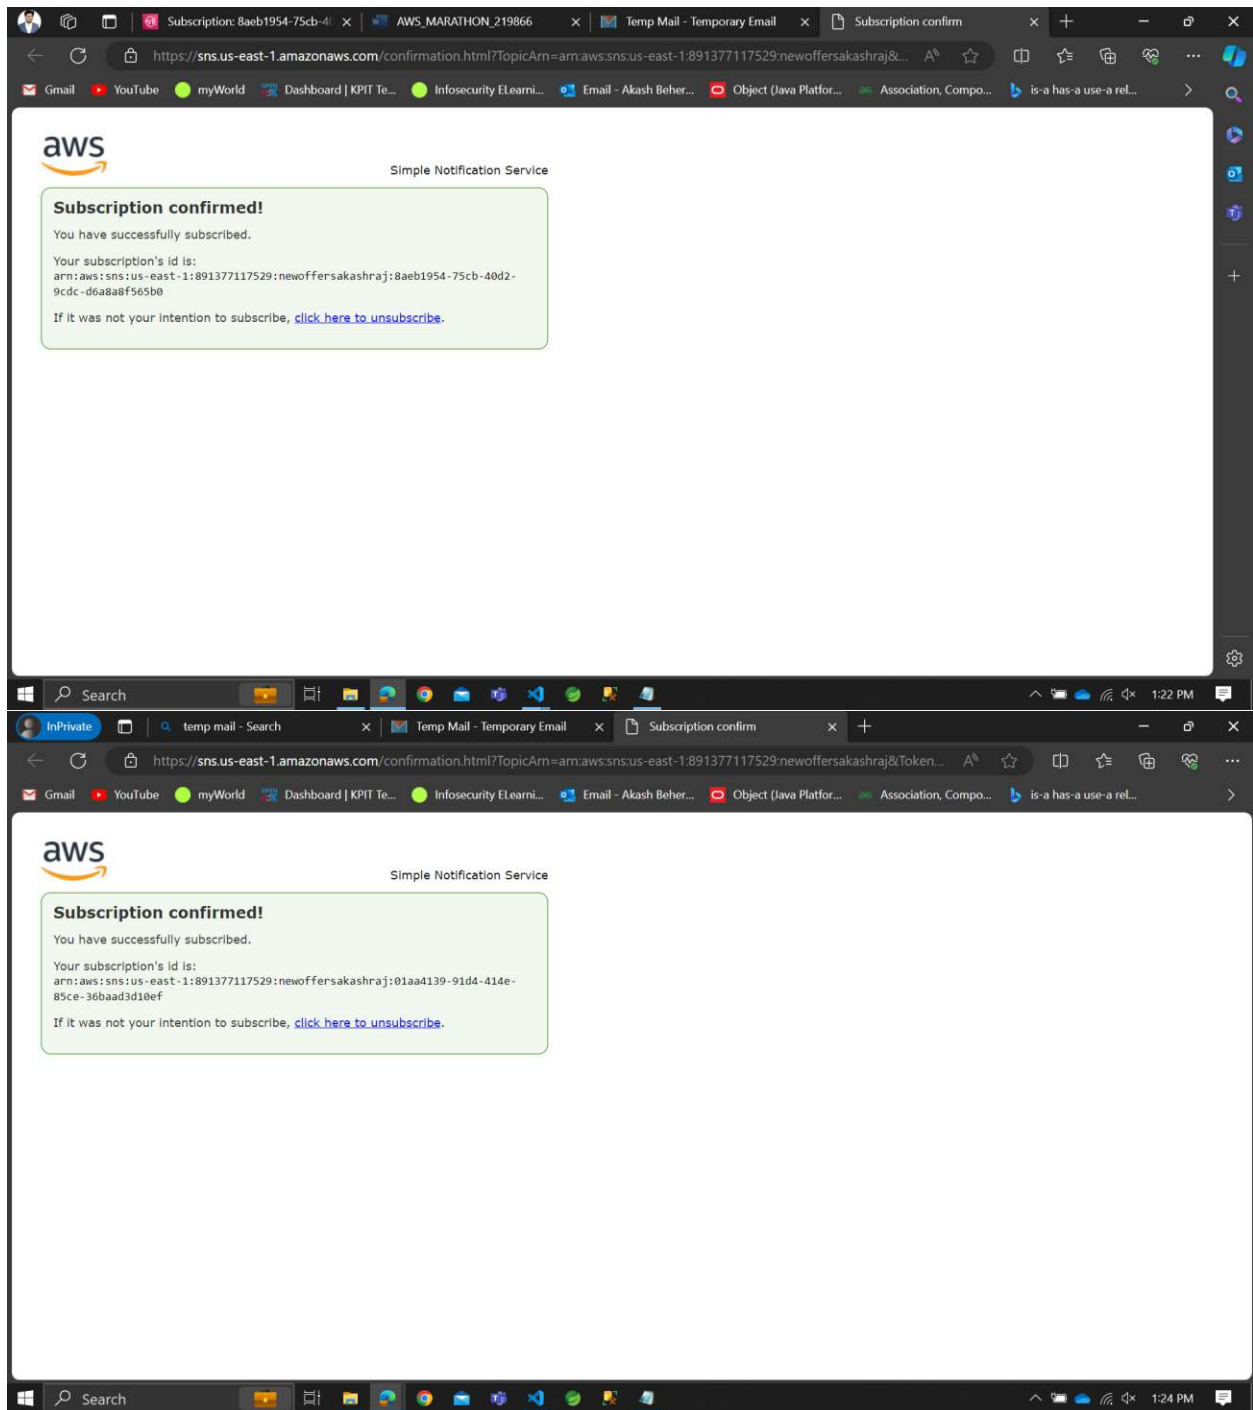 Subscription: 8aeb1954-75cb-40
AWS_MARATHON_219866
Temp Mail - Temporary Email
Subscription confirm
https://sns.us-east-1.amazonaws.com/confirmation.html?TopicArn=arn:aws:sns:us-east-1:891377117529:newoffersakashraj&...
Gmail YouTube myWorld Dashboard | KPIT Te... Infosecurity ELearni... Email - Akash Beher... Object (Java Platfor... Association, Compo... is-a has-a use-a rel...
aws
Simple Notification Service
Subscription confirmed!
You have successfully subscribed.
Your subscription's id is:
arn:aws:sns:us-east-1:891377117529:newoffersakashraj:8aeb1954-75cb-40d2-
9cdc-d6a8a8f565b0
If it was not your intention to subscribe, click here to unsubscribe.
Search
1:22 PM
InPrivate
temp mail - Search
Temp Mail - Temporary Email
Subscription confirm
https://sns.us-east-1.amazonaws.com/confirmation.html?TopicArn=arn:aws:sns:us-east-1:891377117529:newoffersakashraj&Token...
Gmail YouTube myWorld Dashboard | KPIT Te... Infosecurity ELearni... Email - Akash Beher... Object (Java Platfor... Association, Compo... is-a has-a use-a rel...
aws
Simple Notification Service
Subscription confirmed!
You have successfully subscribed.
Your subscription's id is:
arn:aws:sns:us-east-1:891377117529:newoffersakashraj:01aa4139-91d4-414e-
85ce-36baad3d10ef
If it was not your intention to subscribe, click here to unsubscribe.
Search
1:24 PM